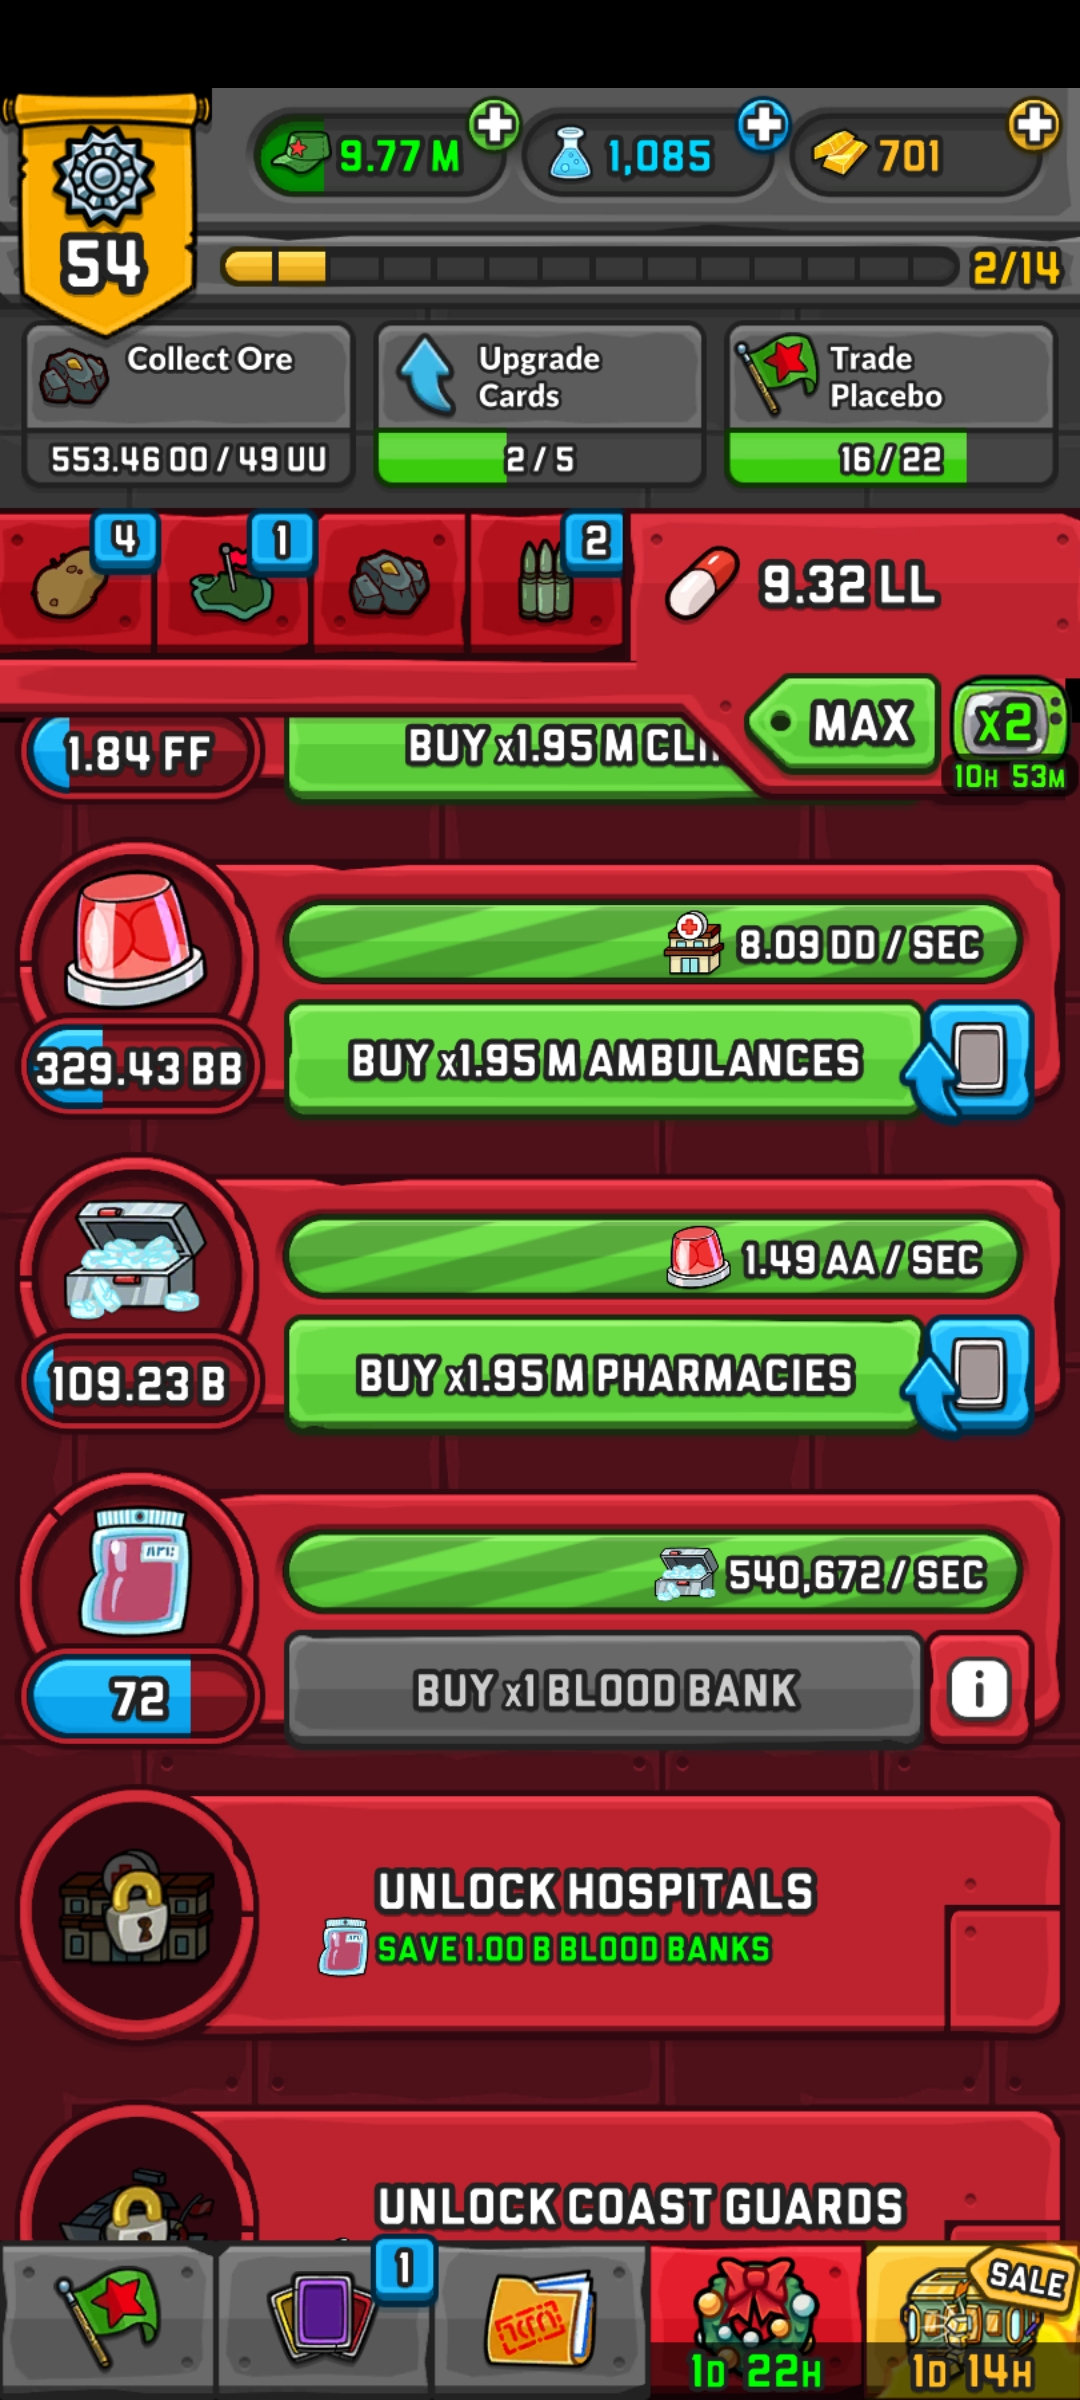 54
9.77 M
1,085
701
2/14
Collect Ore
553.46 OO / 49 UU
Upgrade
Cards
2 / 5
Trade
Placebo
16 / 22
4
1
2
9.32 LL
MAX
X2
10H 53M
1.84 FF
BUY x1.95 M
8.09 DD / SEC
329.43 BB
BUY x1.95 M AMBULANCES
1.49 AA / SEC
109.23 B
BUY x1.95 M PHARMACIES
540,672 / SEC
72
BUY x1 BLOOD BANK
i
UNLOCK HOSPITALS
SAVE 1.00 B BLOOD BANKS
UNLOCK COAST GUARDS
1
SALE
1D 22H
1D 14H